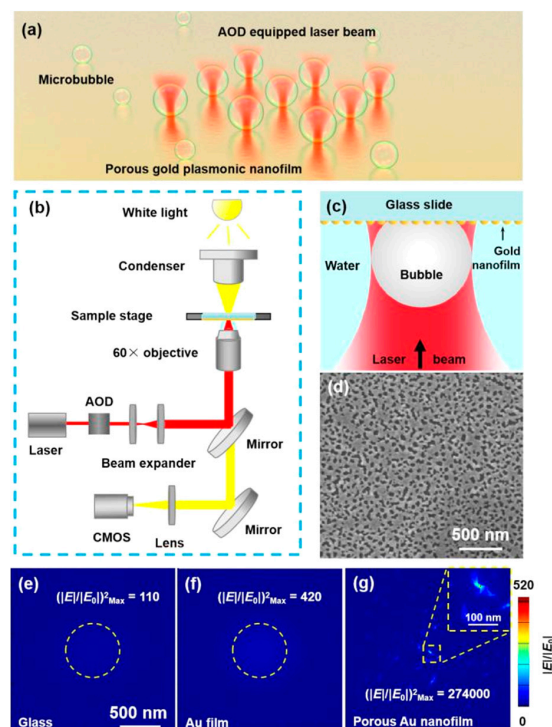 (a)
AOD equipped laser beam
Microbubble
Porous gold plasmonic nanofilm
(b)
White light
Condenser
Sample stage
60× objective
AOD
Laser
Beam expander
Mirror
CMOS
Lens
Mirror
(c)
Glass slide
Gold
nanofilm
Water
Bubble
Laser beam
(d)
500 nm
(e)
(|E|/|E₀|)²Max = 110
Glass
500 nm
(f)
(|E|/|E₀|)²Max = 420
Au film
(g)
100 nm
(|E|/|E₀|)²Max = 274000
Porous Au nanofilm
520
|E|/|E₀|
0